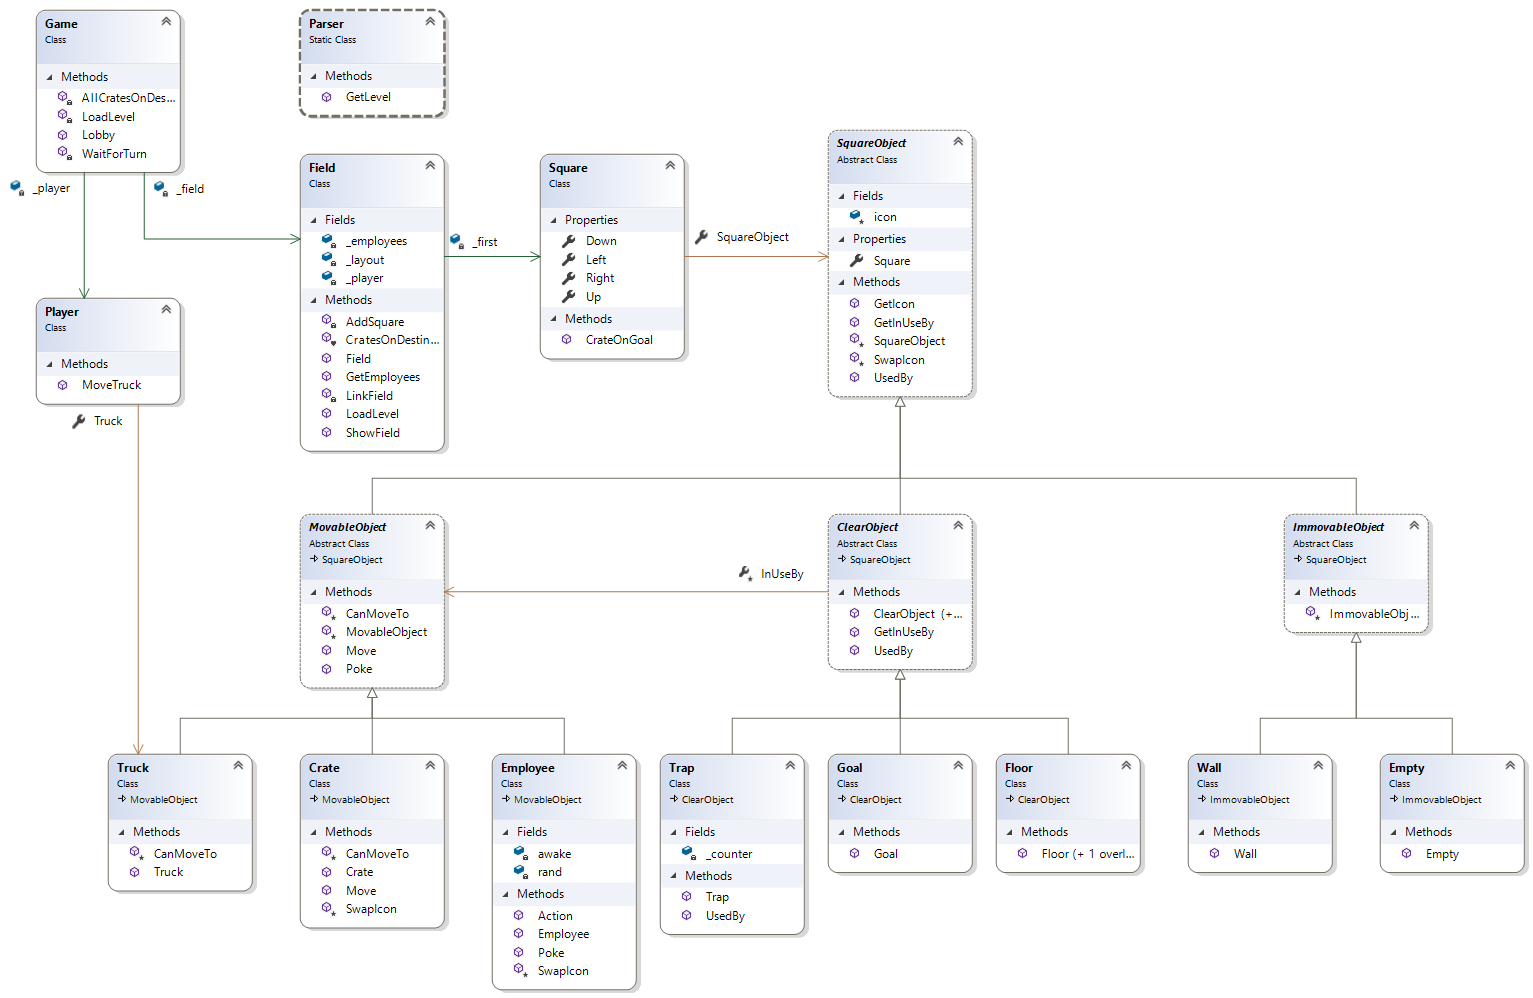 Game
Class
Methods
AllCratesOnDes...
LoadLevel
Lobby
WaitForTurn
_player
_field
Parser
Static Class
Methods
GetLevel
Field
Class
Fields
_employees
_layout
_player
Methods
AddSquare
CratesOnDestin...
Field
GetEmployees
LinkField
LoadLevel
ShowField
_first
Square
Class
Properties
Down
Left
Right
Up
Methods
CrateOnGoal
SquareObject
SquareObject
Abstract Class
Fields
icon
Properties
Square
Methods
GetIcon
GetInUseBy
SquareObject
SwapIcon
UsedBy
Player
Class
Methods
MoveTruck
Truck
MovableObject
Abstract Class
SquareObject
Methods
CanMoveTo
MovableObject
Move
Poke
InUseBy
ClearObject
Abstract Class
SquareObject
Methods
ClearObject (+...
GetInUseBy
UsedBy
ImmovableObject
Abstract Class
SquareObject
Methods
ImmovableObj...
Truck
Class
MovableObject
Methods
CanMoveTo
Truck
Crate
Class
MovableObject
Methods
CanMoveTo
Crate
Move
SwapIcon
Employee
Class
MovableObject
Fields
awake
rand
Methods
Action
Employee
Poke
SwapIcon
Trap
Class
ClearObject
Fields
_counter
Methods
Trap
UsedBy
Goal
Class
ClearObject
Methods
Goal
Floor
Class
ClearObject
Methods
Floor (+ 1 overl...
Wall
Class
ImmovableObject
Methods
Wall
Empty
Class
ImmovableObject
Methods
Empty